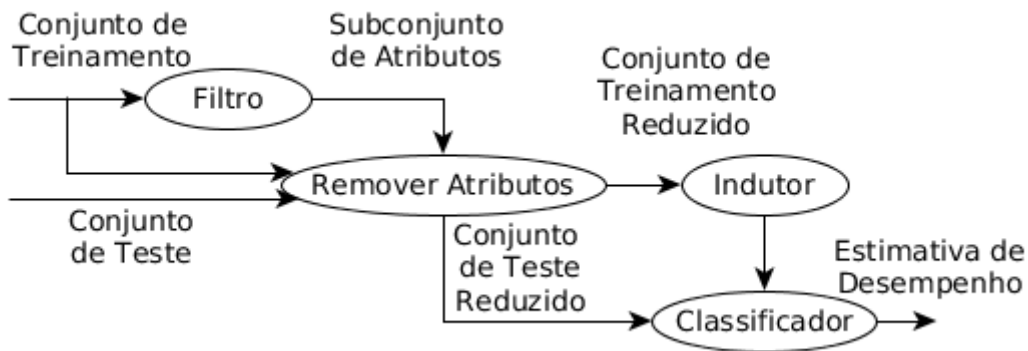 Conjunto de
Treinamento
Subconjunto
de Atributos
Filtro
Conjunto de
Treinamento
Reduzido
Remover Atributos
Indutor
Conjunto
de Teste
Conjunto
de Teste
Reduzido
Estimativa de
Desempenho
Classificador